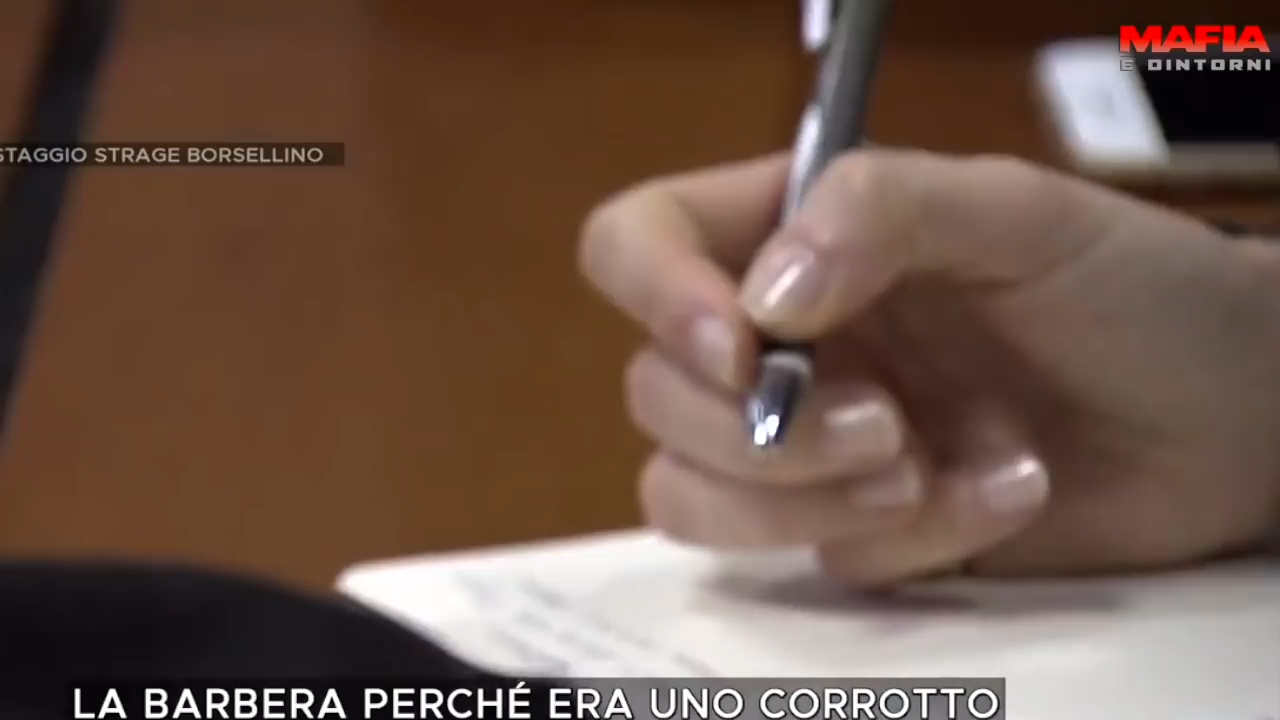 MAFIA
E DINTORNI
STAGGIO STRAGE BORSELLINO
LA BARBERA PERCHÉ ERA UNO CORROTTO